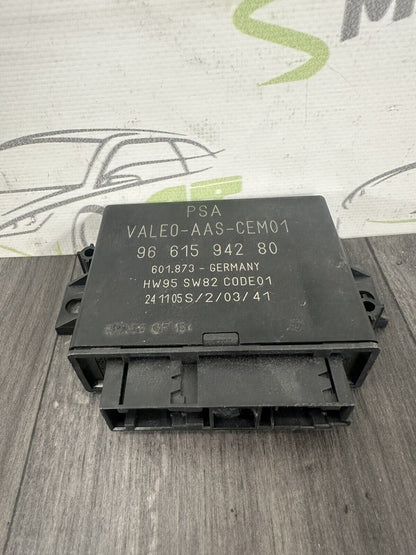 S M
PSA
VALEO-AAS-CEM01
96 615 942 80
601.873 - GERMANY
HW95 SW82 CODE01
241105S/2/03/41